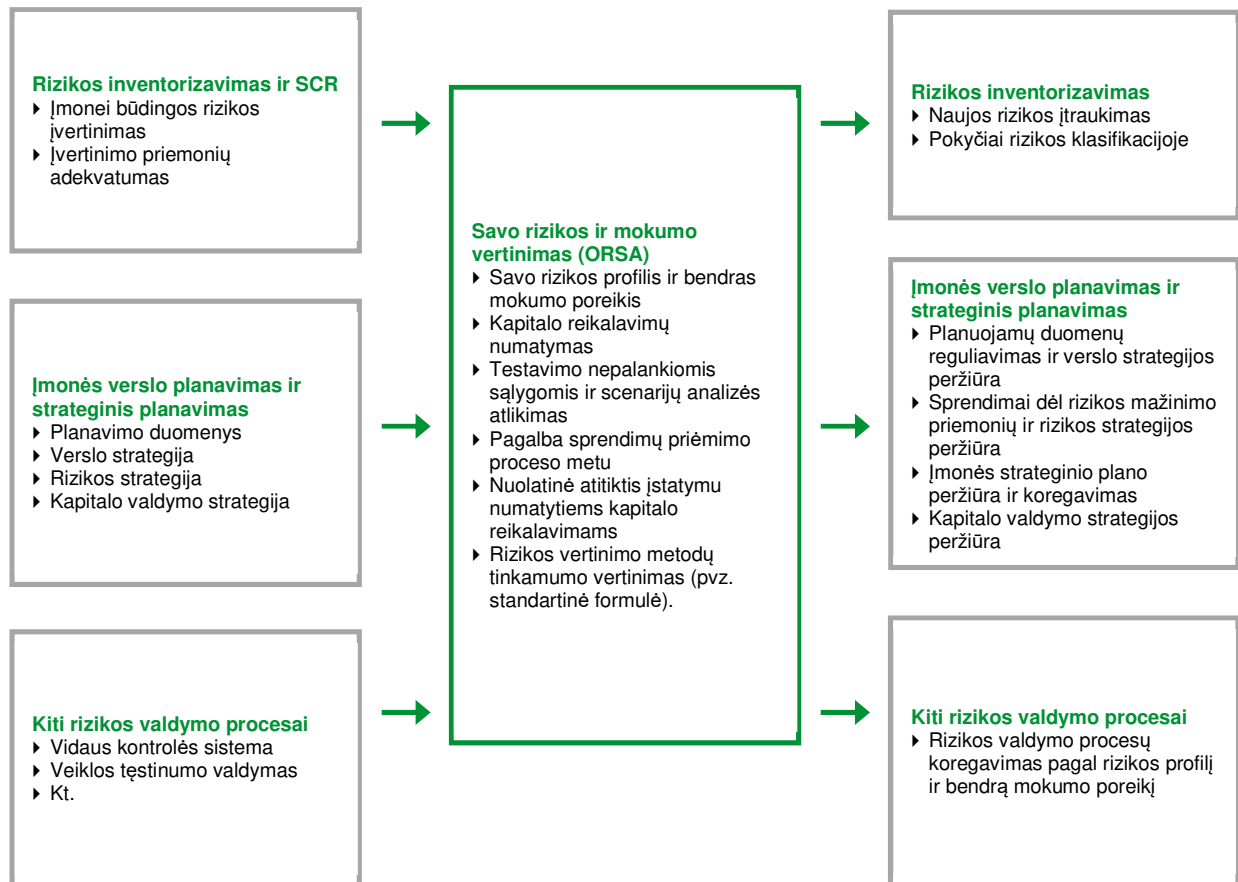 Rizikos inventorizavimas ir SCR
‣ Įmonei būdingos rizikos
įvertinimas
‣ Įvertinimo priemonių
adekvatumas
Įmonės verslo planavimas ir
strateginis planavimas
‣ Planavimo duomenys
‣ Verslo strategija
‣ Rizikos strategija
‣ Kapitalo valdymo strategija
Kiti rizikos valdymo procesai
‣ Vidaus kontrolės sistema
‣ Veiklos tęstinumo valdymas
‣ Kt.
Savo rizikos ir mokumo
vertinimas (ORSA)
‣ Savo rizikos profilis ir bendras
mokumo poreikis
‣ Kapitalo reikalavimų
numatymas
‣ Testavimo nepalankiomis
sąlygomis ir scenarijų analizės
atlikimas
‣ Pagalba sprendimų priėmimo
proceso metu
‣ Nuolatinė atitiktis įstatymu
numatytiems kapitalo
reikalavimams
‣ Rizikos vertinimo metodų
tinkamumo vertinimas (pvz.
standartinė formulė).
Rizikos inventorizavimas
‣ Naujos rizikos įtraukimas
‣ Pokyčiai rizikos klasifikacijoje
Įmonės verslo planavimas ir
strateginis planavimas
‣ Planuojamų duomenų
reguliavimas ir verslo strategijos
peržiūra
‣ Sprendimai dėl rizikos mažinimo
priemonių ir rizikos strategijos
peržiūra
‣ Įmonės strateginio plano
peržiūra ir koregavimas
‣ Kapitalo valdymo strategijos
peržiūra
Kiti rizikos valdymo procesai
‣ Rizikos valdymo procesų
koregavimas pagal rizikos profilį
ir bendrą mokumo poreikį